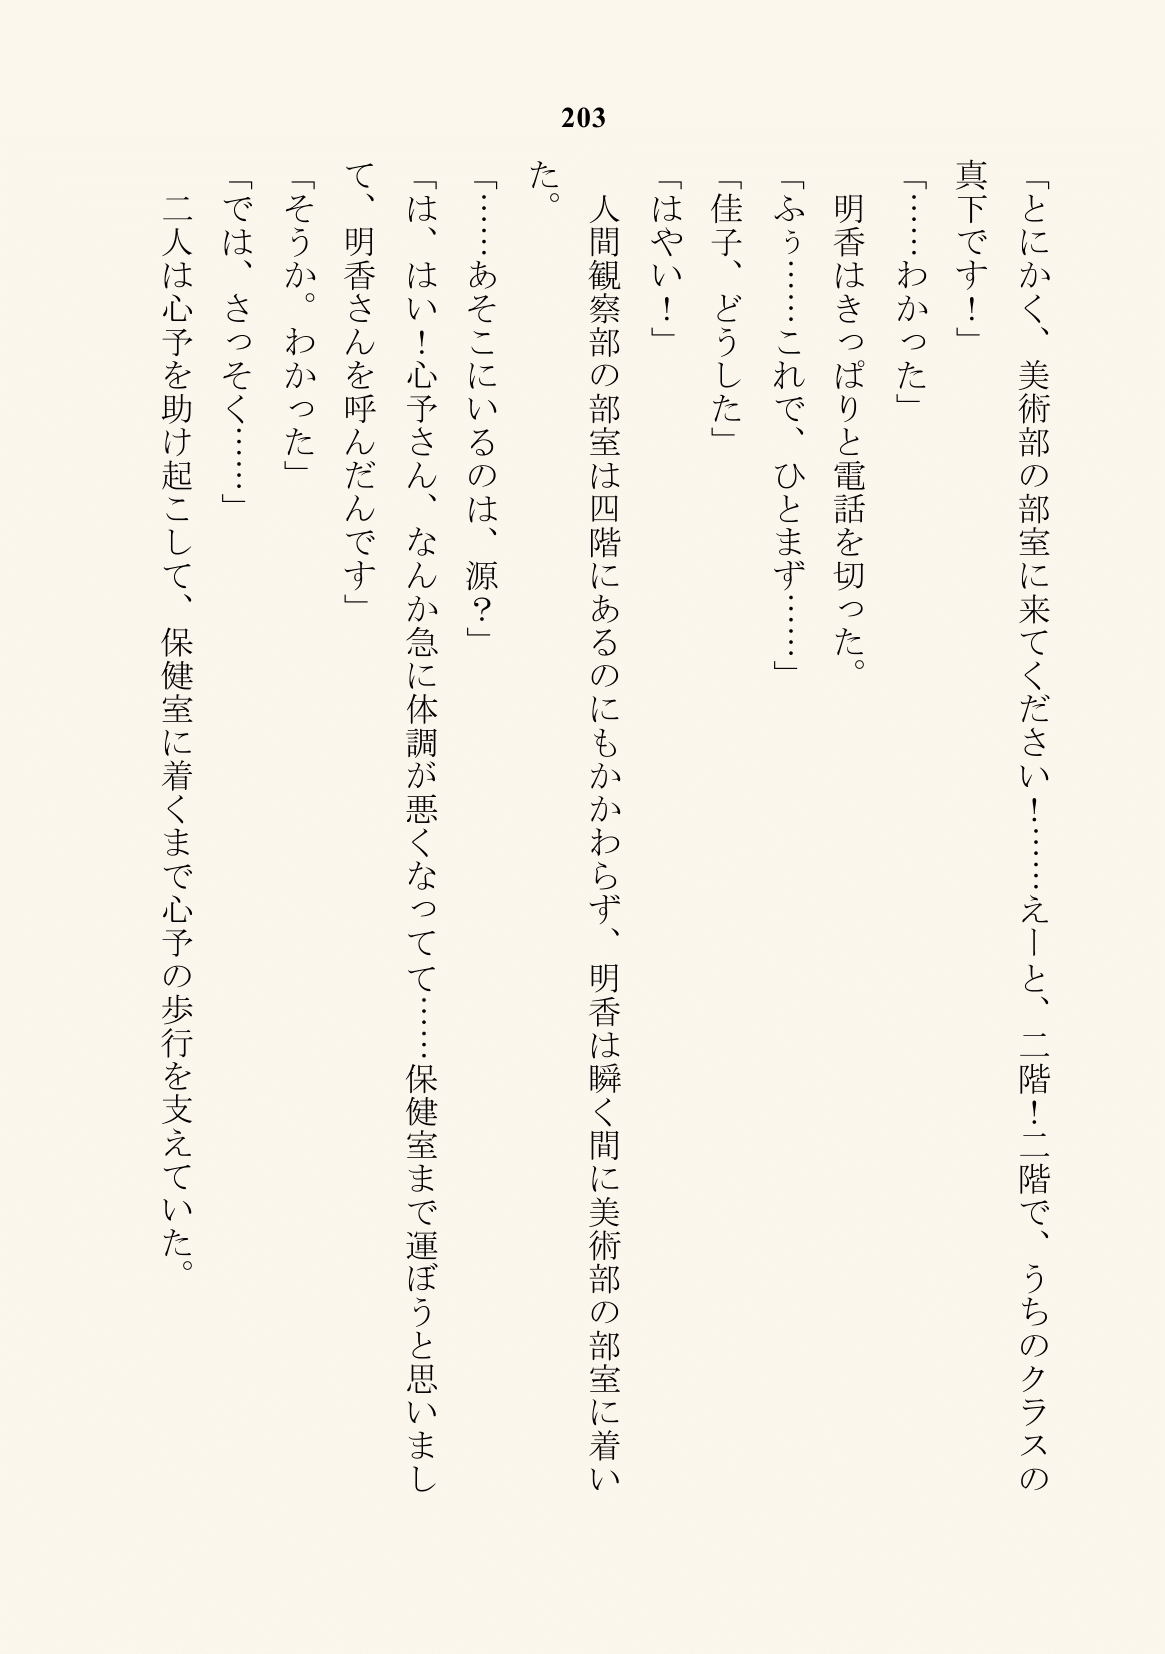 203
「とにかく、美術部の部室に来てください！……えーと、二階！二階で、うちのクラスの
真下です！」
「……わかった」
　明香はきっぱりと電話を切った。
「ふぅ……これで、ひとまず……」
「佳子、どうした」
「はやい！」
　人間観察部の部室は四階にあるのにもかかわらず、明香は瞬く間に美術部の部室に着い
た。
「……あそこにいるのは、源？」
「は、はい！心予さん、なんか急に体調が悪くなってて……保健室まで運ぼうと思いまし
て、明香さんを呼んだんです」
「そうか。わかった」
「では、さっそく……」
　二人は心予を助け起こして、保健室に着くまで心予の歩行を支えていた。